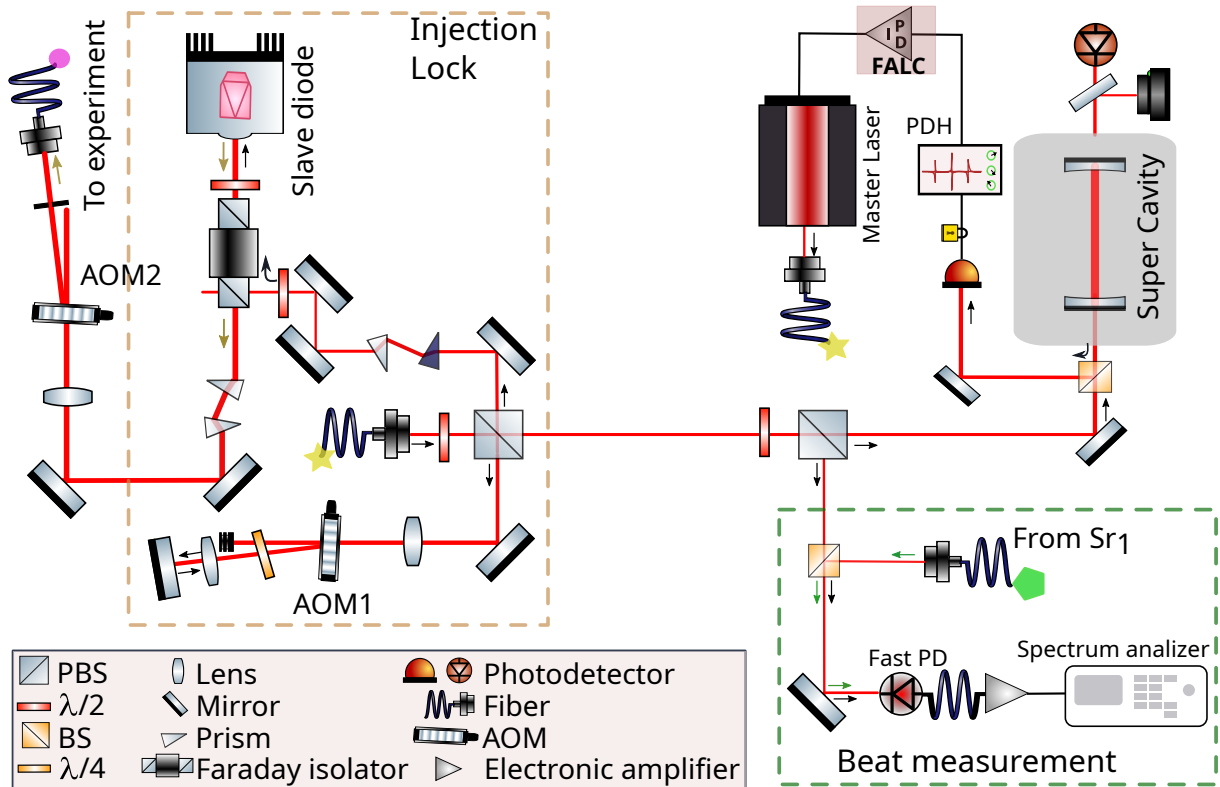 Injection
Lock
To experiment
Slave diode
AOM2
AOM1
I P D
FALC
Master Laser
PDH
Super Cavity
From Sr1
Fast PD
Spectrum analizer
Beat measurement
PBS
λ/2
BS
λ/4
Lens
Mirror
Prism
Faraday isolator
Photodetector
Fiber
AOM
Electronic amplifier